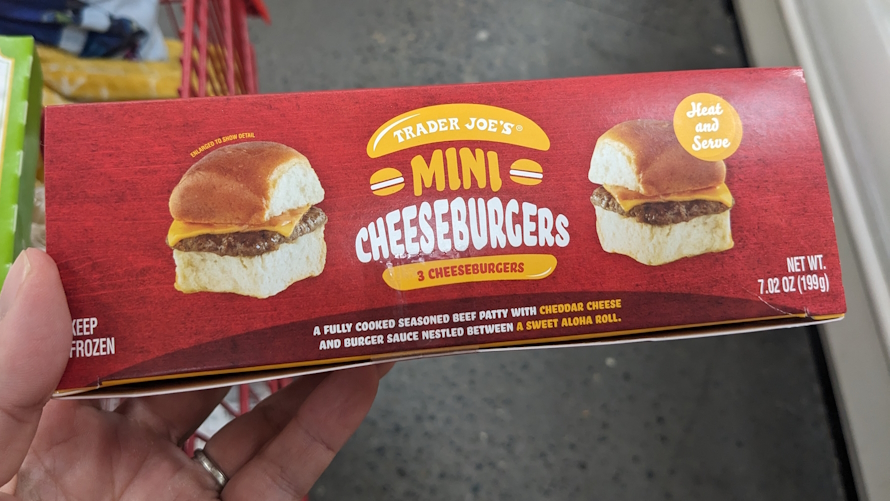 ENLARGED TO SHOW DETAIL
TRADER JOE'S®
MINI
CHEESEBURGERS
3 CHEESEBURGERS
Heat
and
Serve
A FULLY COOKED SEASONED BEEF PATTY WITH CHEDDAR CHEESE
AND BURGER SAUCE NESTLED BETWEEN A SWEET ALOHA ROLL.
KEEP
FROZEN
NET WT.
7.02 OZ (199g)